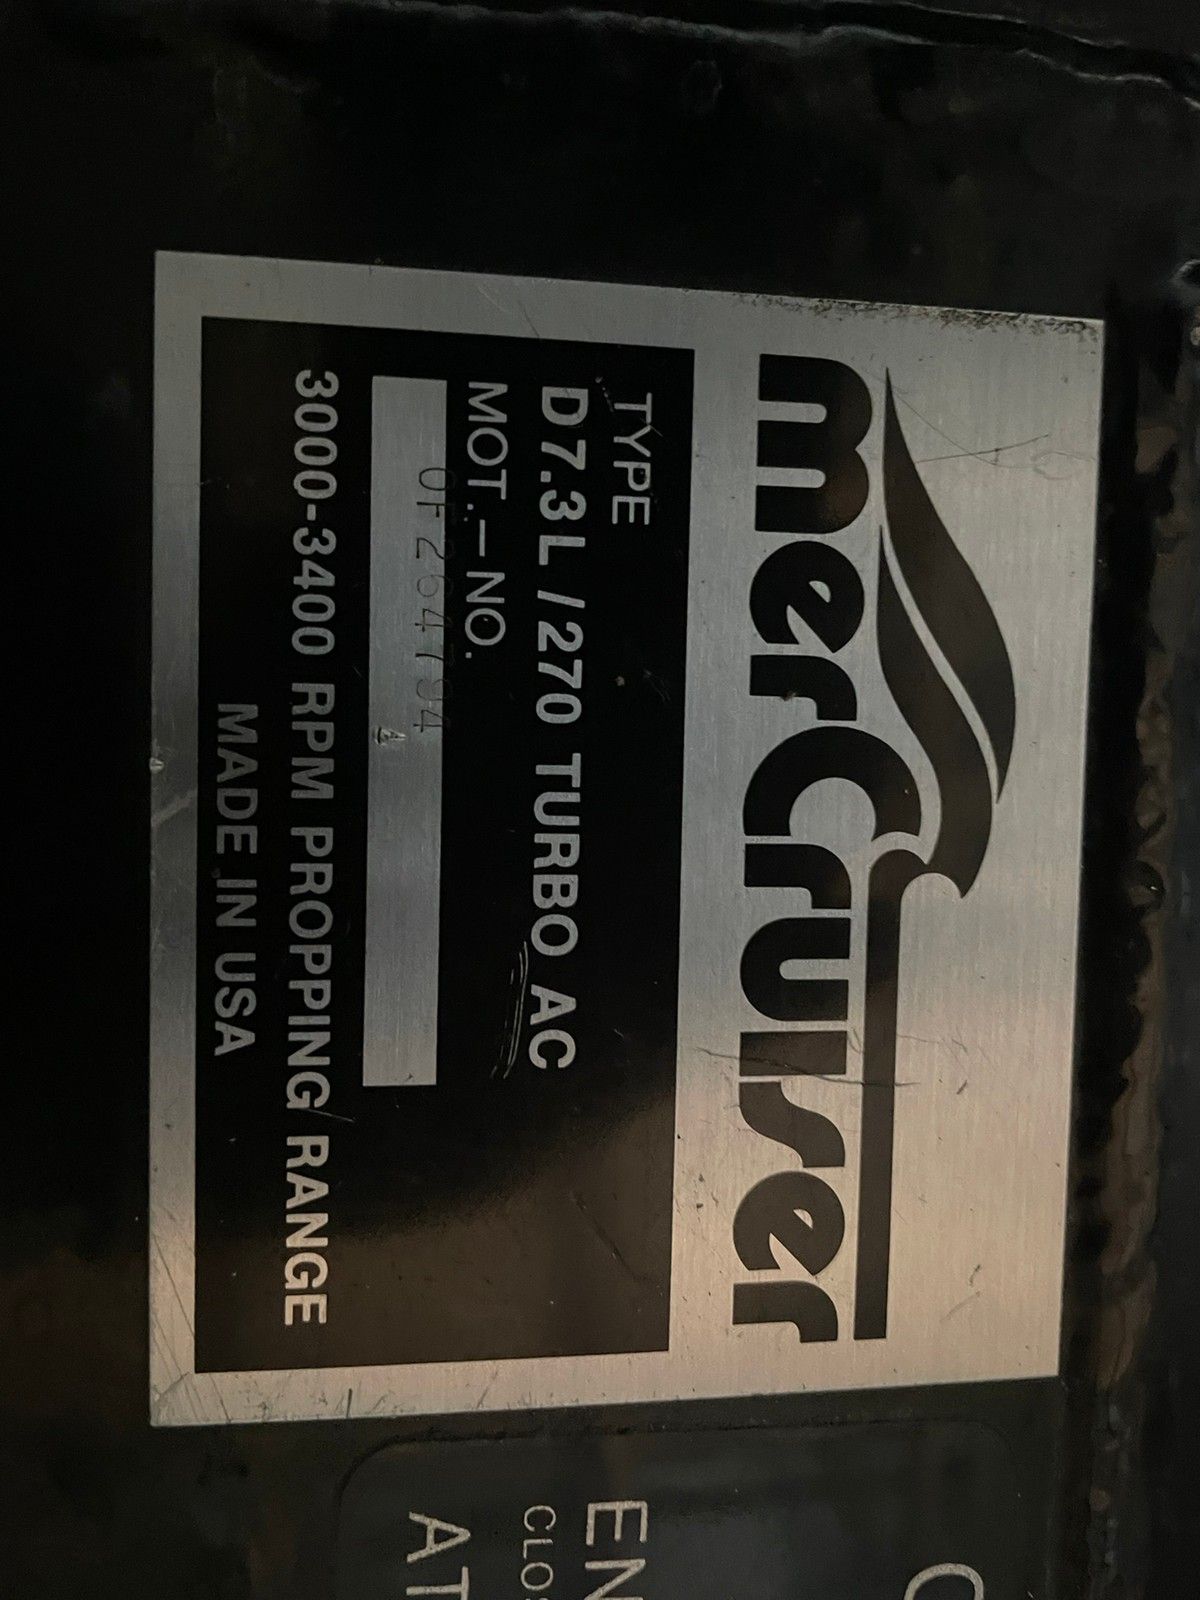 merCruiser
TYPE
D7.3L/270 TURBO AC
MOT.-NO.
0F264794
3000-3400 RPM PROPPING RANGE
MADE IN USA
EN
CLOS
AT